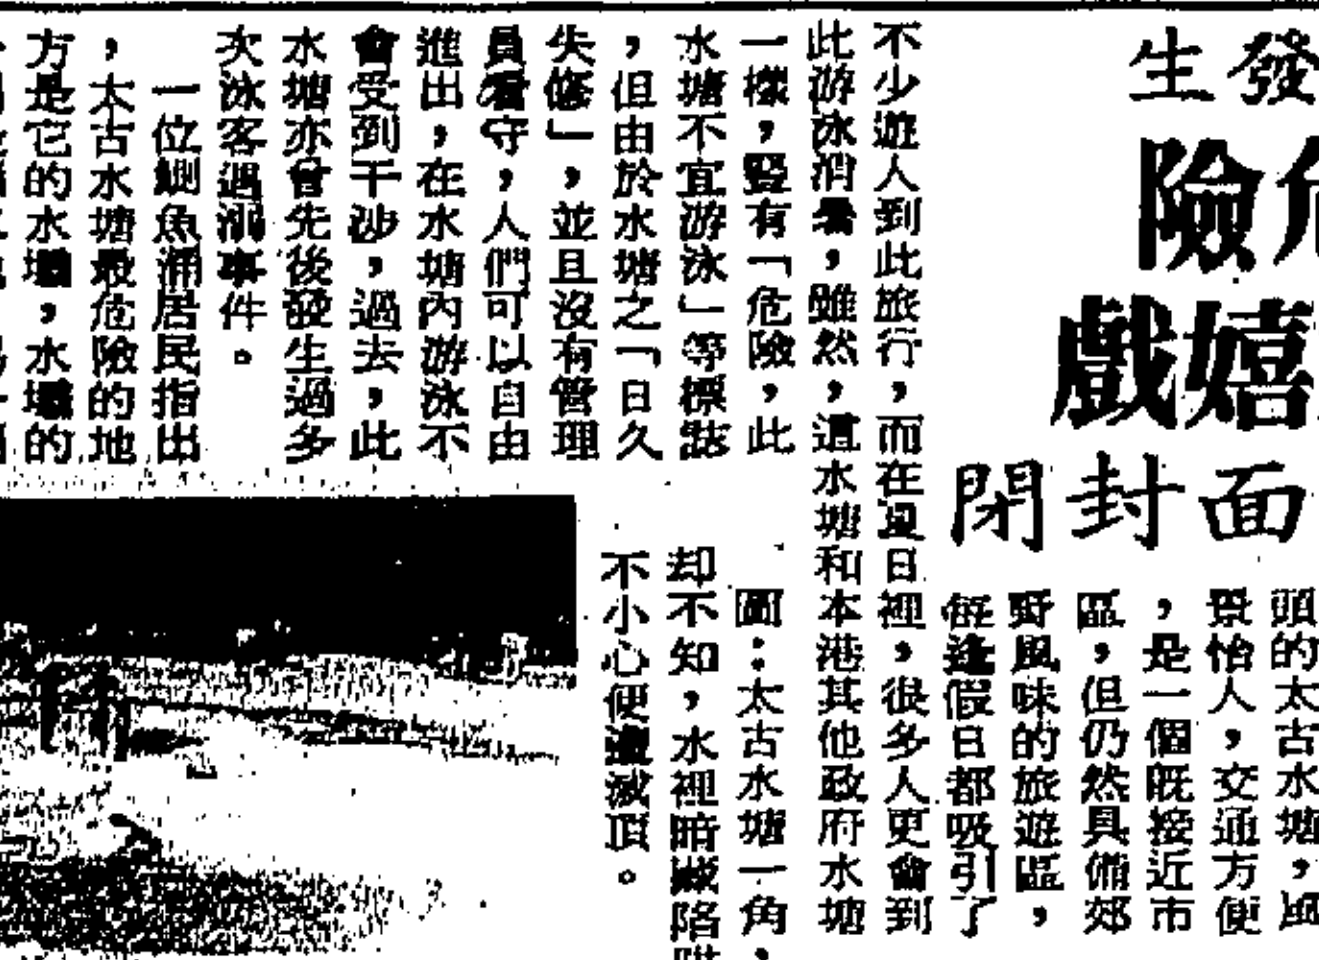 發生
險
嬉戲
面封閉
頭的太古水塘，風
景怡人，交通方便
，是一個既接近市
區，但仍然具備郊
野風味的旅遊區，
每逢假日都吸引了
不少遊人到此旅行，而在夏日裡，很多人更會到
此游泳消暑，雖然，這水塘和本港其他政府水塘
一樣，豎有「危險，此
水塘不宜游泳」等標誌
，但由於水塘之「日久
失修」，並且沒有管理
員看守，人們可以自由
進出，在水塘內游泳不
會受到干涉，過去，此
水塘亦會先後發生過多
次泳客遇溺事件。
一位鰂魚涌居民指出
，太古水塘最危險的地
方是它的水壩，水壩的
圖：太古水塘一角，
却不知，水裡暗藏陷阱
不小心便遭滅頂。